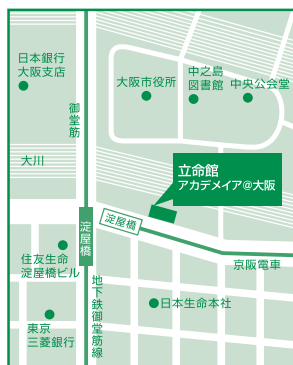 日本銀行
大阪支店
御堂筋
大阪市役所
中之島
図書館
中央公会堂
大川
立命館
アカデメイア@大阪
淀屋橋
淀屋橋
住友生命
淀屋橋ビル
京阪電車
地下鉄御堂筋線
日本生命本社
東京
三菱銀行